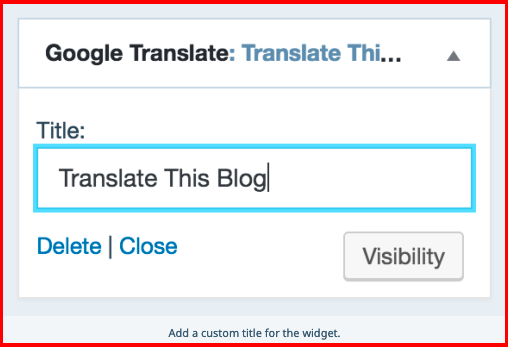 Google Translate: Translate Thi...
Title:
Translate This Blog
Delete | Close
Visibility
Add a custom title for the widget.